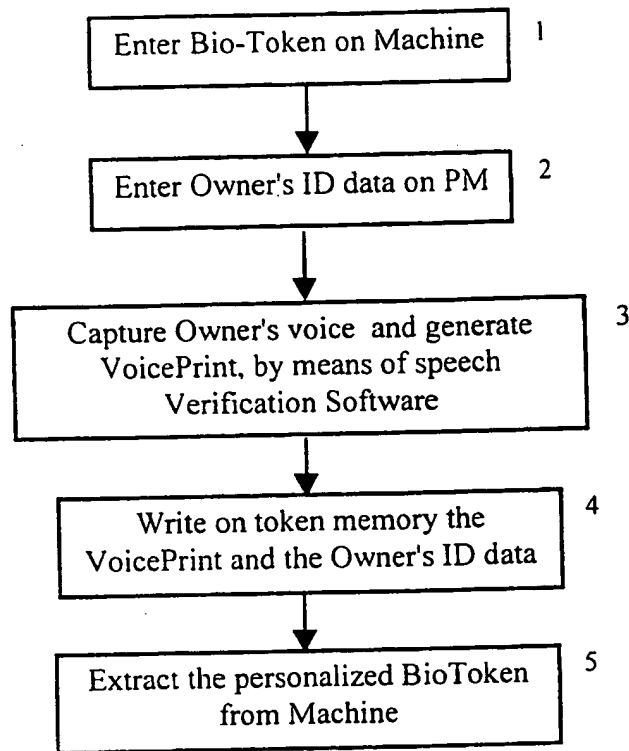 Enter Bio-Token on Machine
1
Enter Owner's ID data on PM
2
Capture Owner's voice and generate
VoicePrint, by means of speech
Verification Software
3
Write on token memory the
VoicePrint and the Owner's ID data
4
Extract the personalized BioToken
from Machine
5